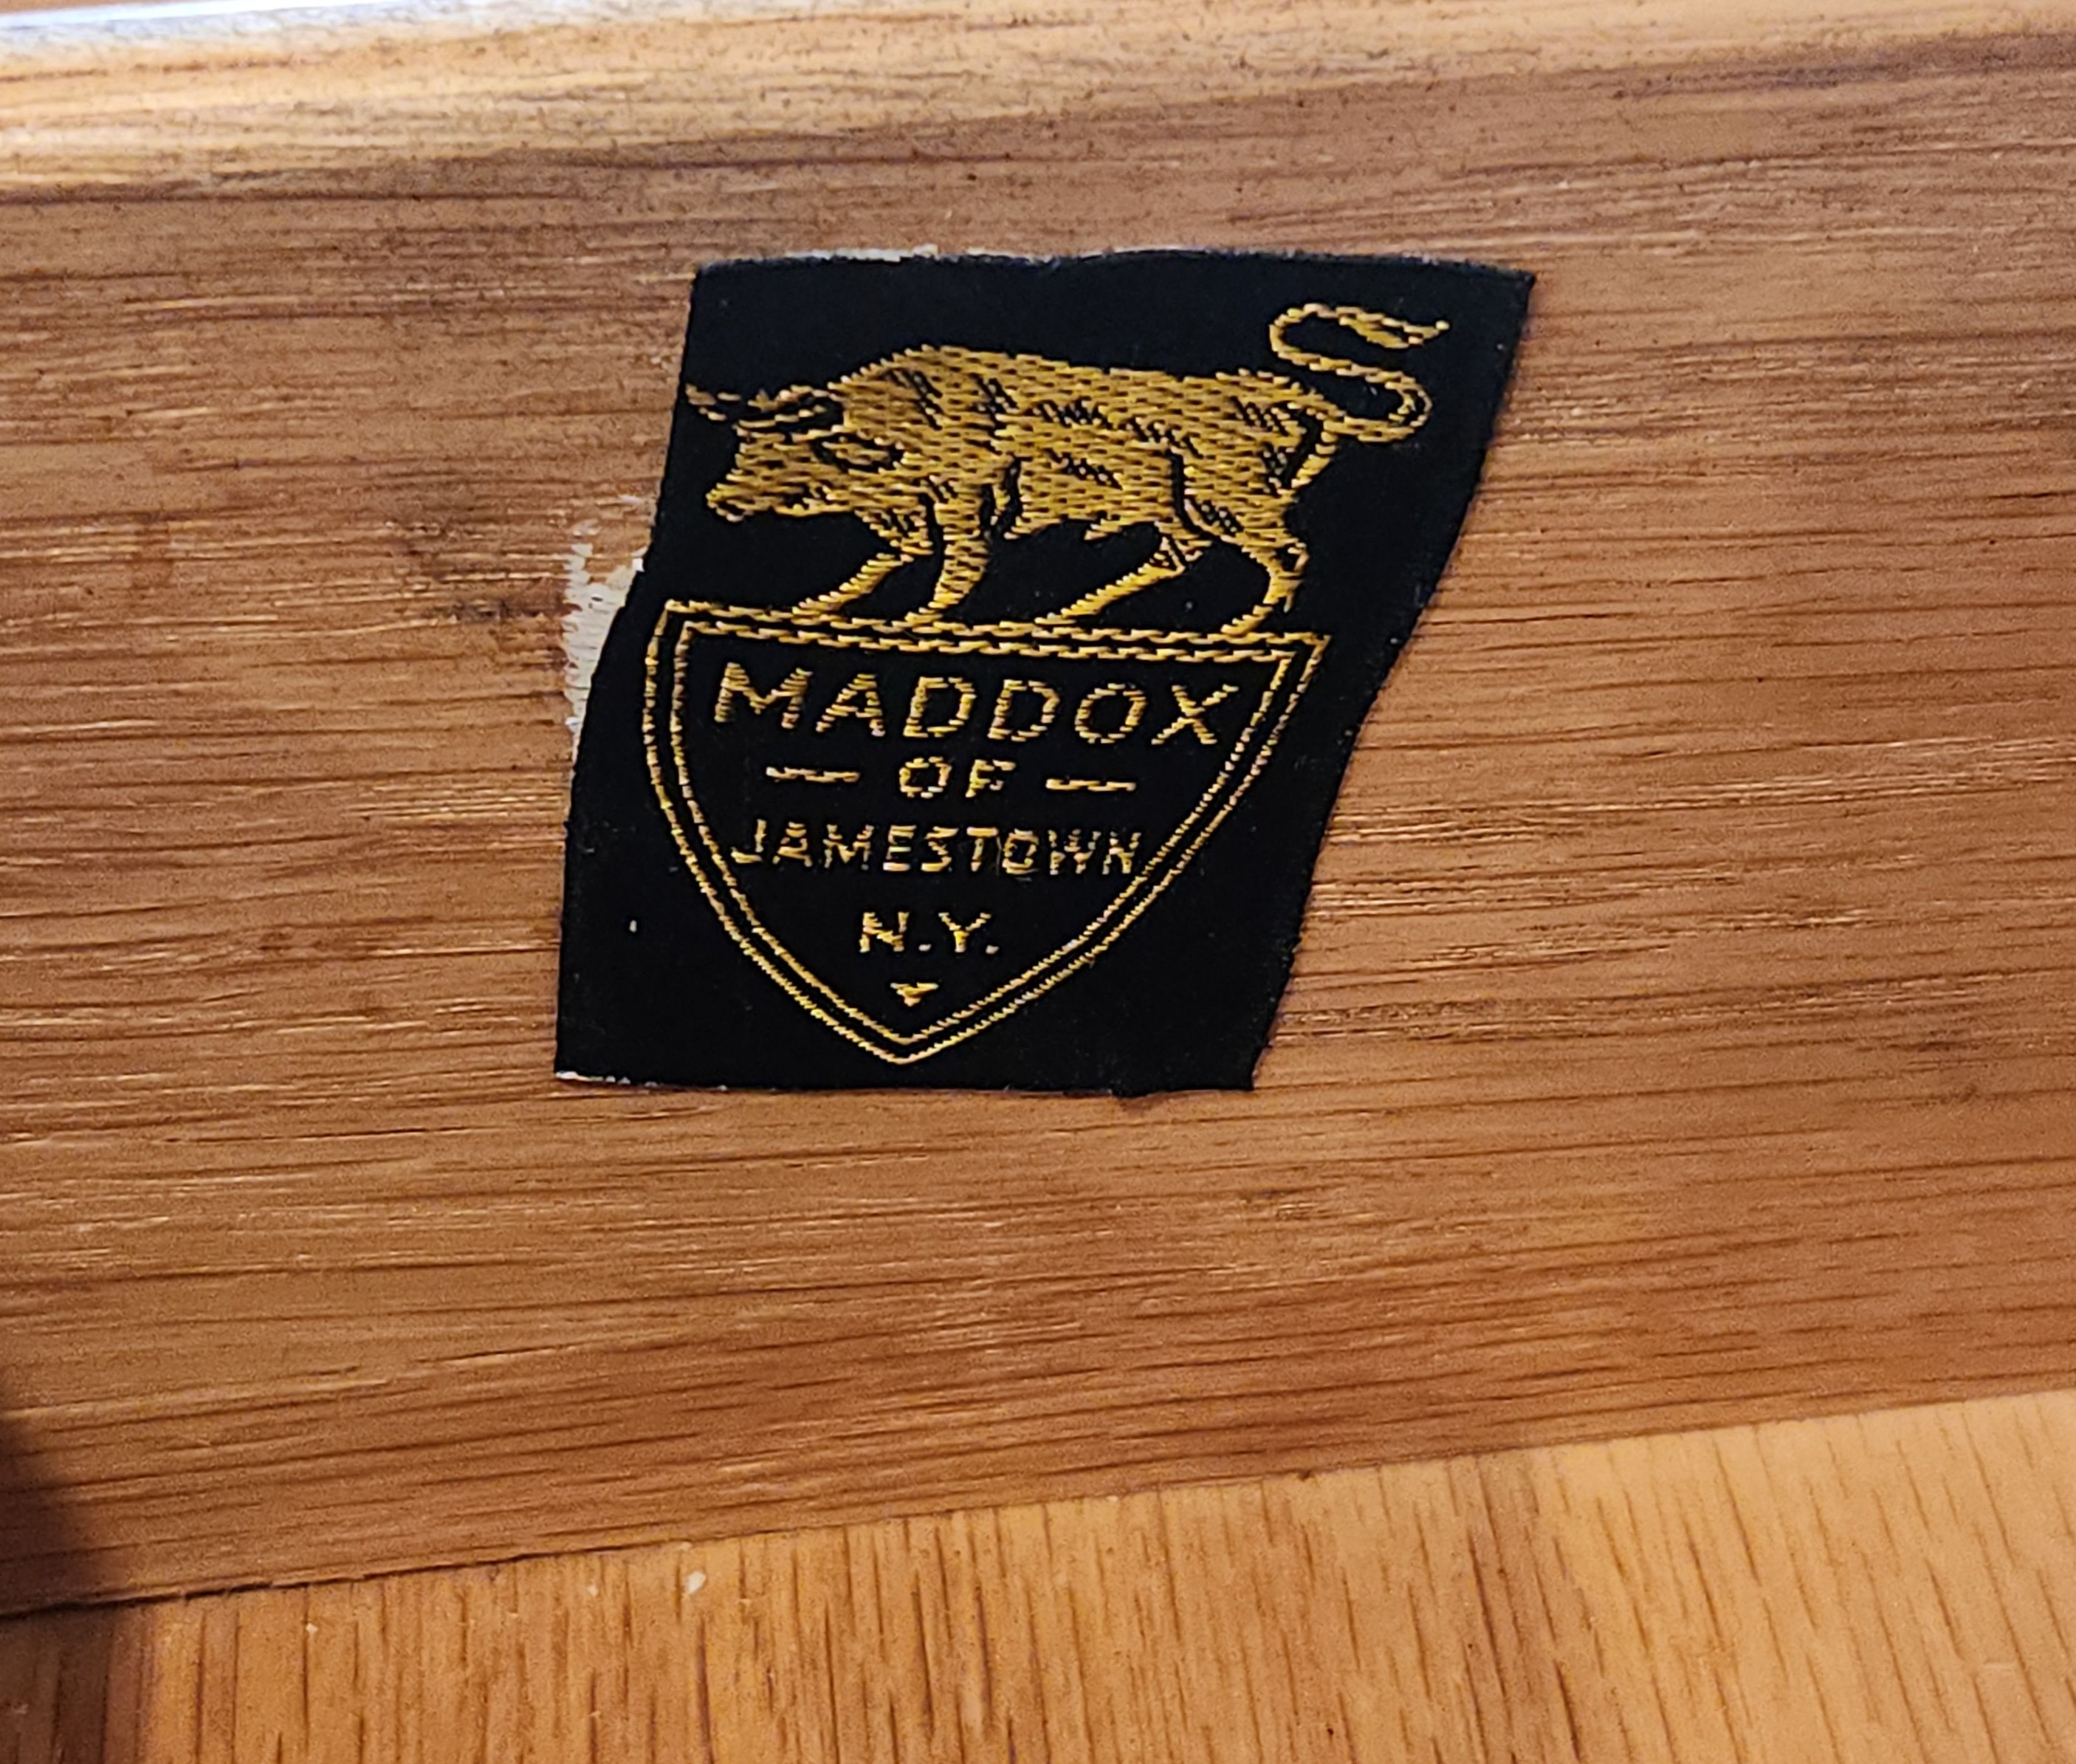 MADDOX
— OF —
JAMESTOWN
N.Y.